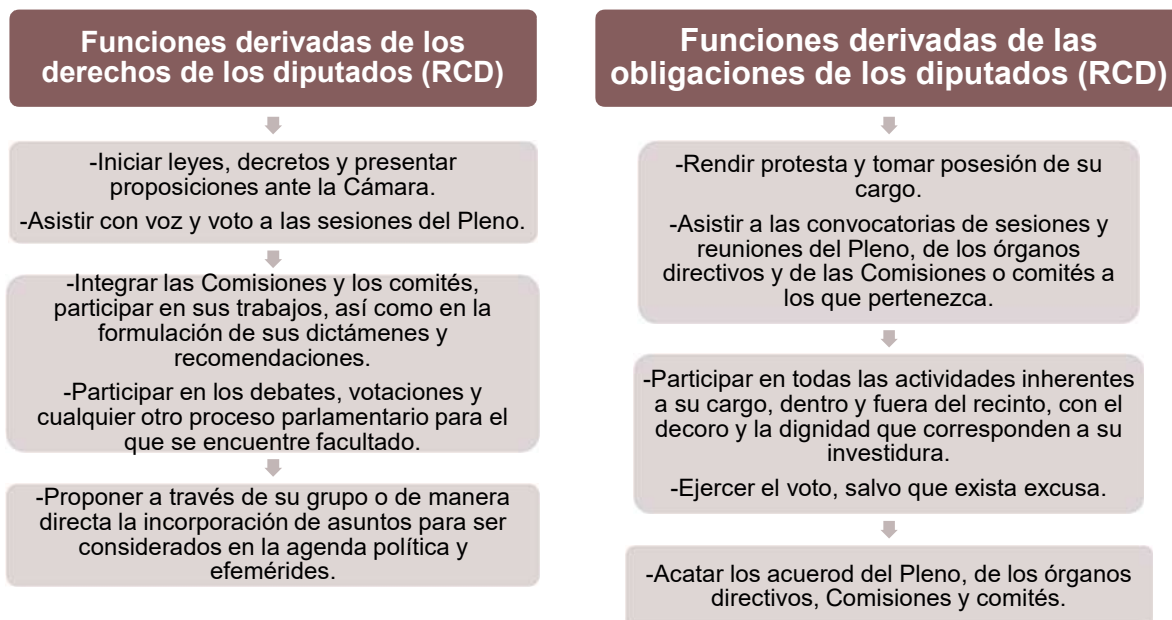 Funciones derivadas de los
derechos de los diputados (RCD)
-Iniciar leyes, decretos y presentar
proposiciones ante la Cámara.
-Asistir con voz y voto a las sesiones del Pleno.
-Integrar las Comisiones y los comités,
participar en sus trabajos, así como en la
formulación de sus dictámenes y
recomendaciones.
-Participar en los debates, votaciones y
cualquier otro proceso parlamentario para el
que se encuentre facultado.
-Proponer a través de su grupo o de manera
directa la incorporación de asuntos para ser
considerados en la agenda política y
efemérides.
Funciones derivadas de las
obligaciones de los diputados (RCD)
-Rendir protesta y tomar posesión de su
cargo.
-Asistir a las convocatorias de sesiones y
reuniones del Pleno, de los órganos
directivos y de las Comisiones o comités a
los que pertenezca.
-Participar en todas las actividades inherentes
a su cargo, dentro y fuera del recinto, con el
decoro y la dignidad que corresponden a su
investidura.
-Ejercer el voto, salvo que exista excusa.
-Acatar los acuerod del Pleno, de los órganos
directivos, Comisiones y comités.